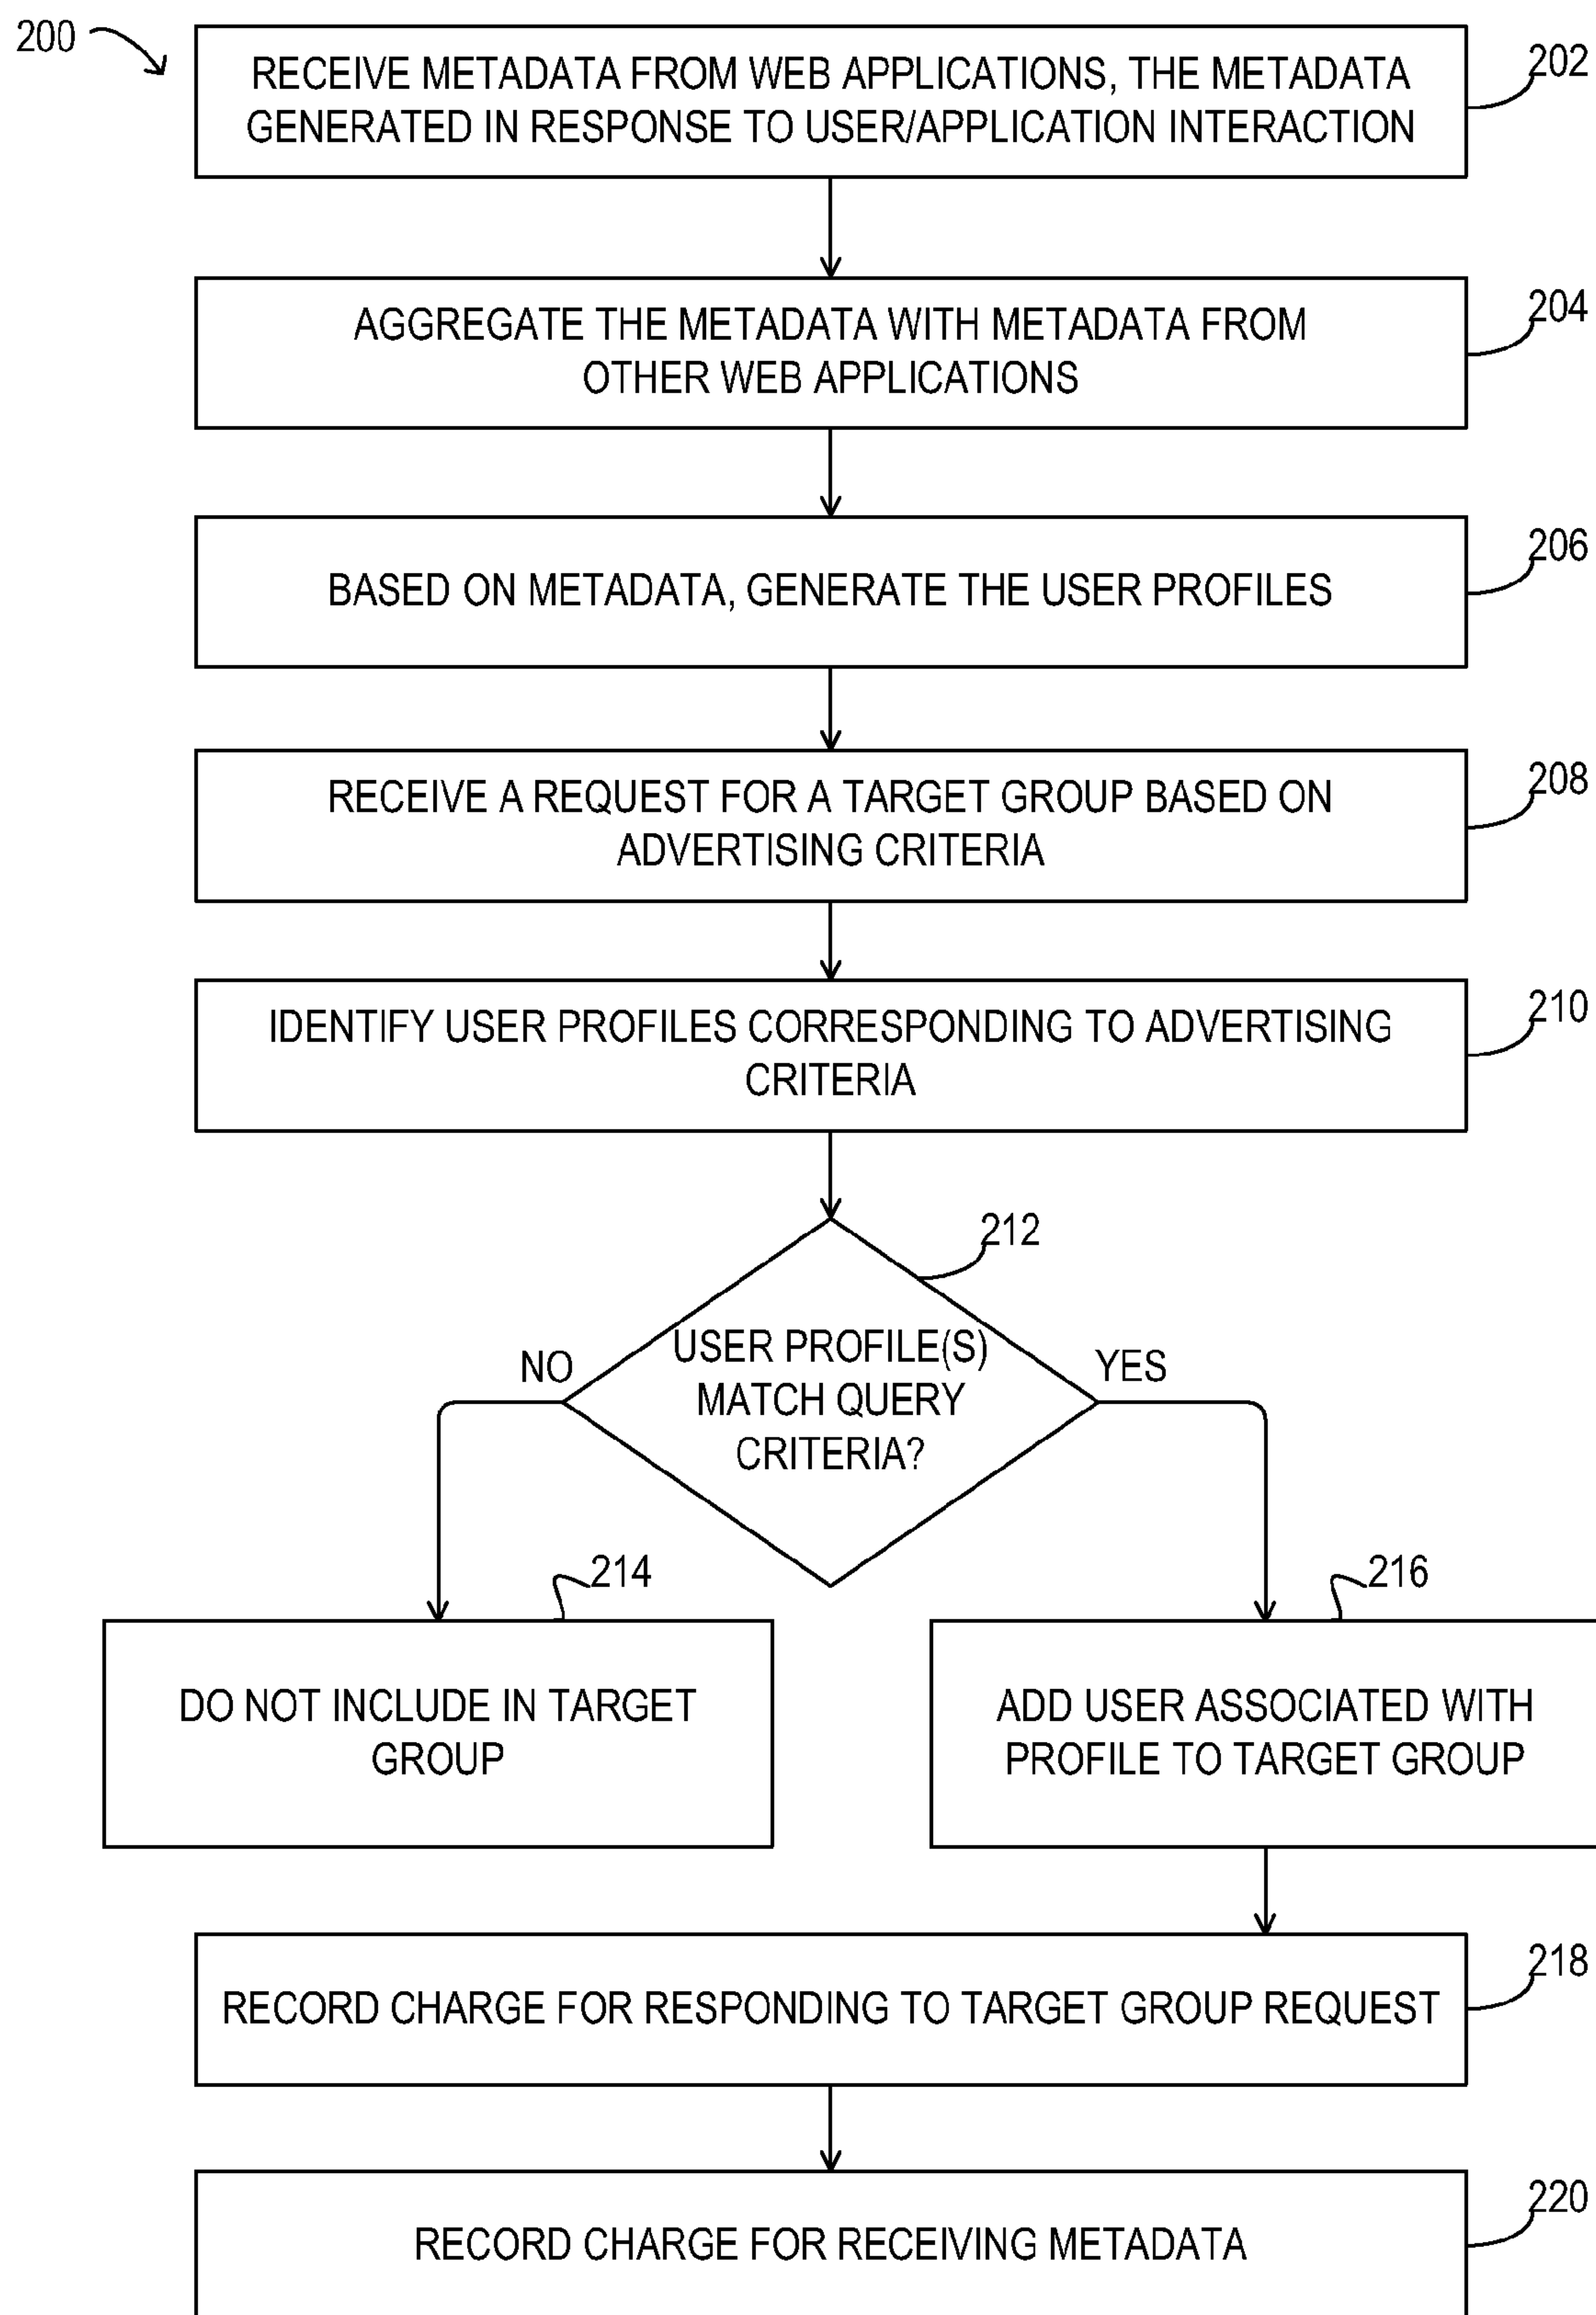 200
RECEIVE METADATA FROM WEB APPLICATIONS, THE METADATA
GENERATED IN RESPONSE TO USER/APPLICATION INTERACTION
202
AGGREGATE THE METADATA WITH METADATA FROM
OTHER WEB APPLICATIONS
204
BASED ON METADATA, GENERATE THE USER PROFILES
206
RECEIVE A REQUEST FOR A TARGET GROUP BASED ON
ADVERTISING CRITERIA
208
IDENTIFY USER PROFILES CORRESPONDING TO ADVERTISING
CRITERIA
210
212
USER PROFILE(S)
MATCH QUERY
CRITERIA?
NO
YES
214
DO NOT INCLUDE IN TARGET
GROUP
216
ADD USER ASSOCIATED WITH
PROFILE TO TARGET GROUP
RECORD CHARGE FOR RESPONDING TO TARGET GROUP REQUEST
218
RECORD CHARGE FOR RECEIVING METADATA
220